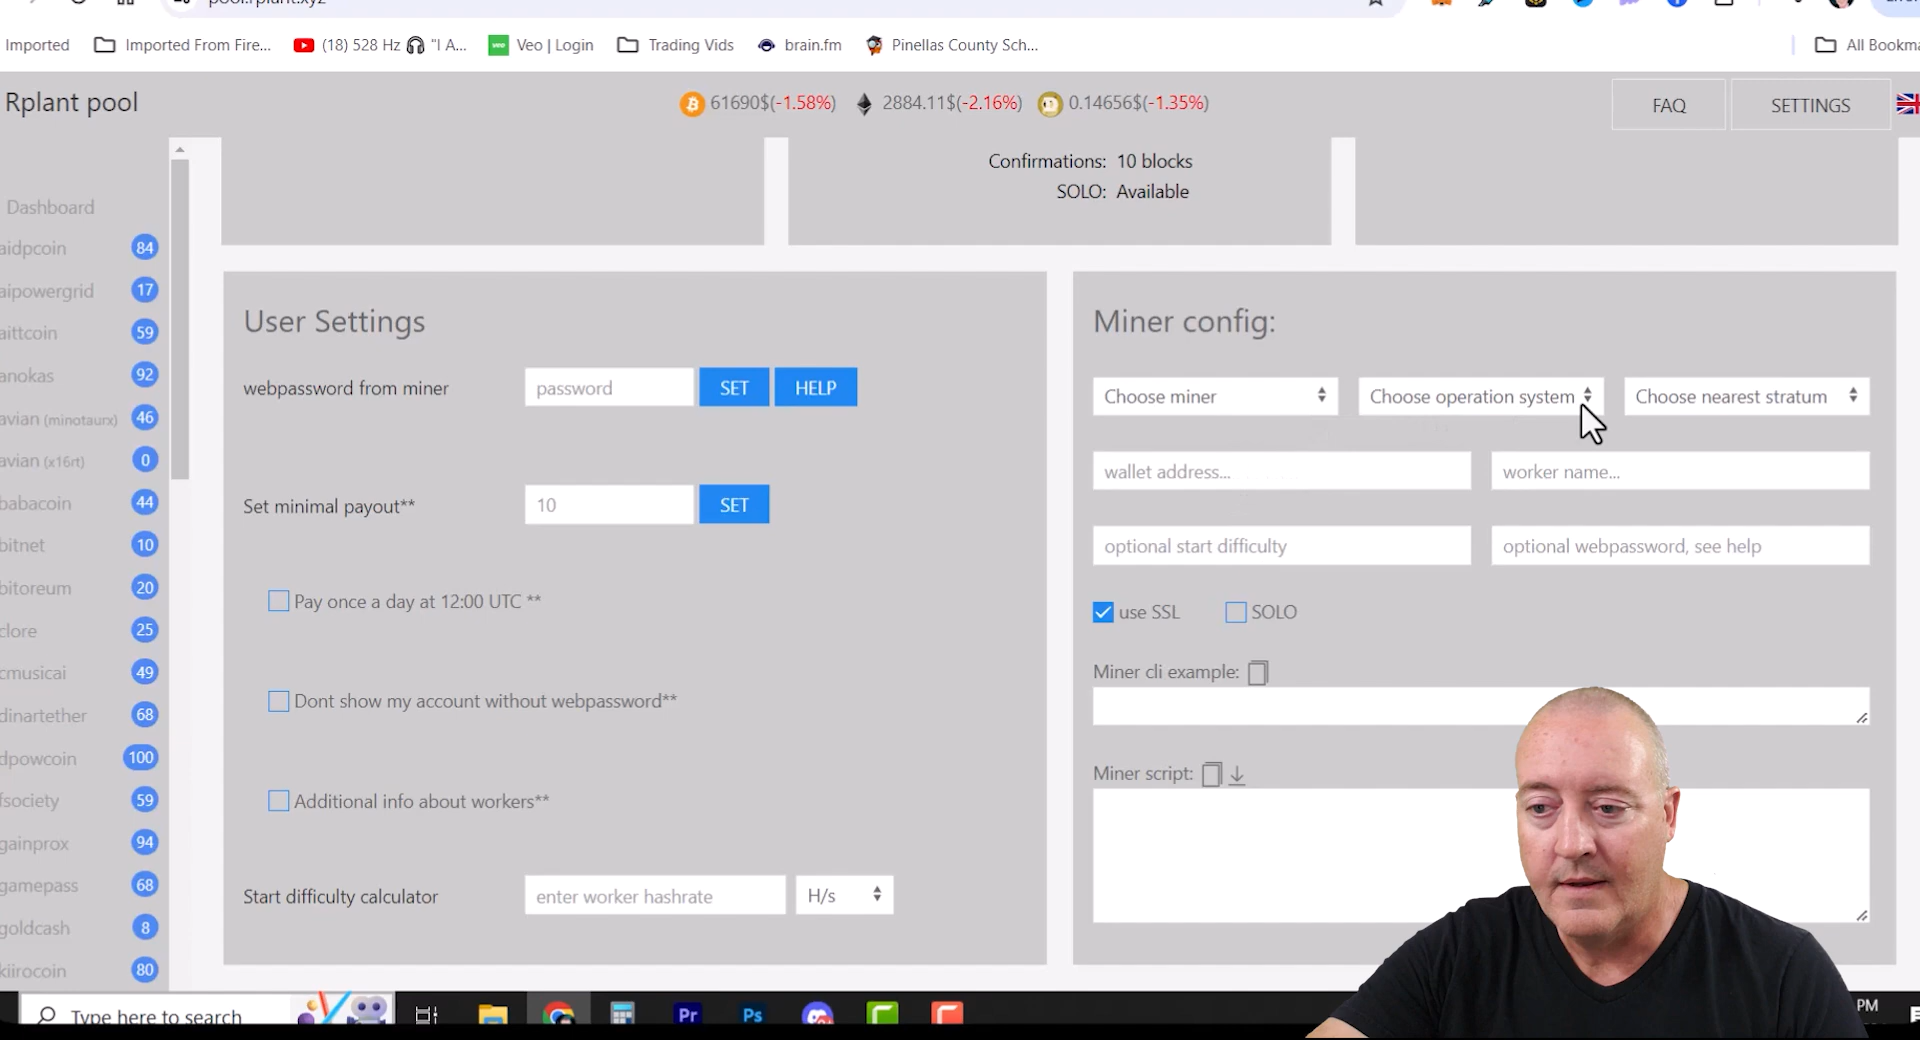 pool.rplant.xyz
Imported
Imported From Fire...
(18) 528 Hz 🎧 "I A...
Veo | Login
Trading Vids
brain.fm
Pinellas County Sch...
All Bookma
Rplant pool
61690$(-1.58%)
2884.11$(-2.16%)
0.14656$(-1.35%)
FAQ
SETTINGS
Confirmations: 10 blocks
SOLO: Available
Dashboard
aidpcoin 84
aipowergrid 17
aittcoin 59
anokas 92
avian (minotaurx) 46
avian (x16rt) 0
babacoin 44
bitnet 10
bitoreum 20
clore 25
cmusicai 49
dinartether 68
dpowcoin 100
fsociety 59
gainprox 94
gamepass 68
goldcash 8
kiirocoin 80
User Settings
webpassword from miner
password
SET
HELP
Set minimal payout**
10
SET
Pay once a day at 12:00 UTC **
Dont show my account without webpassword**
Additional info about workers**
Start difficulty calculator
enter worker hashrate
H/s
Miner config:
Choose miner
Choose operation system
Choose nearest stratum
wallet address...
worker name...
optional start difficulty
optional webpassword, see help
use SSL
SOLO
Miner cli example:
Miner script:
Type here to search
Pr
Ps
PM